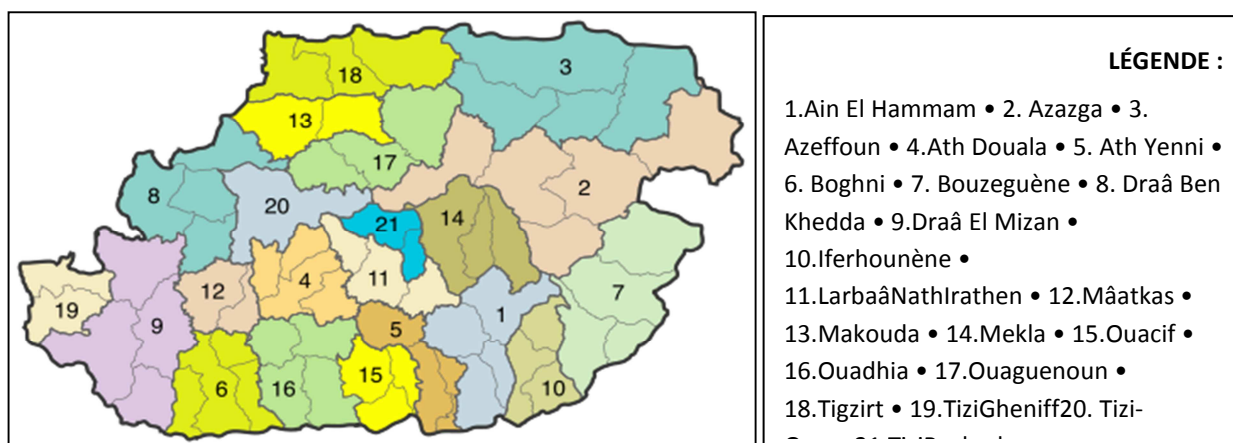 18
3
13
17
8
2
20
21
14
4
11
12
7
19
9
5
1
15
6
16
10
LÉGENDE :
1.Ain El Hammam • 2. Azazga • 3.
Azeffoun • 4.Ath Douala • 5. Ath Yenni •
6. Boghni • 7. Bouzeguène • 8. Draâ Ben
Khedda • 9.Draâ El Mizan •
10.Iferhounène •
11.LarbaâNathIrathen • 12.Mâatkas •
13.Makouda • 14.Mekla • 15.Ouacif •
16.Ouadhia • 17.Ouaguenoun •
18.Tigzirt • 19.TiziGheniff20. Tizi-